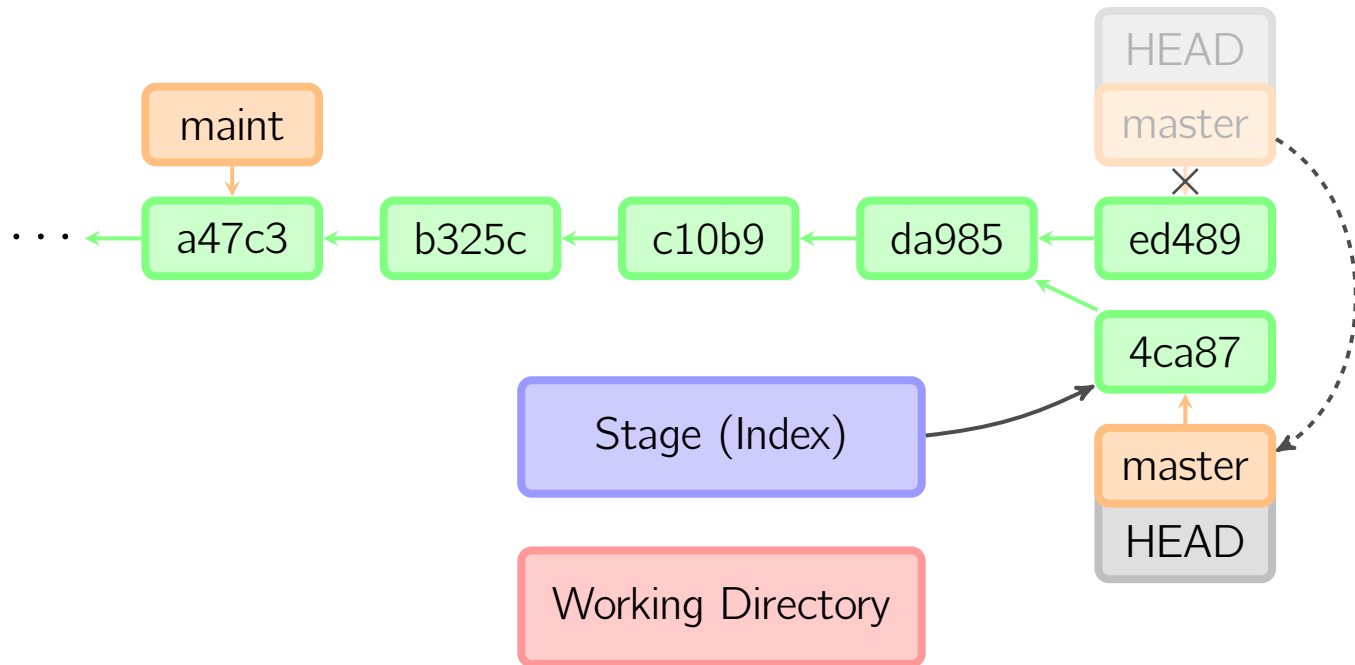 HEAD
maint
master
... a47c3 b325c c10b9 da985 ed489
4ca87
Stage (Index)
master
HEAD
Working Directory